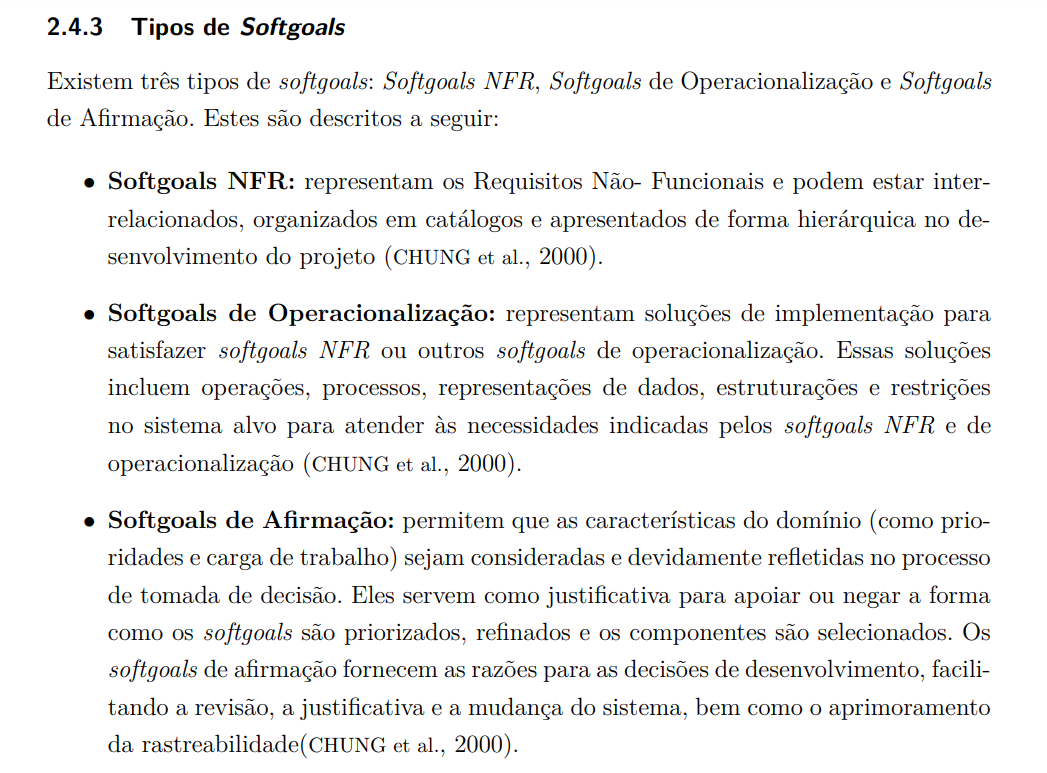 2.4.3 Tipos de Softgoals
Existem três tipos de softgoals: Softgoals NFR, Softgoals de Operacionalização e Softgoals
de Afirmação. Estes são descritos a seguir:
• Softgoals NFR: representam os Requisitos Não- Funcionais e podem estar inter-
relacionados, organizados em catálogos e apresentados de forma hierárquica no de-
senvolvimento do projeto (CHUNG et al., 2000).
• Softgoals de Operacionalização: representam soluções de implementação para
satisfazer softgoals NFR ou outros softgoals de operacionalização. Essas soluções
incluem operações, processos, representações de dados, estruturações e restrições
no sistema alvo para atender às necessidades indicadas pelos softgoals NFR e de
operacionalização (CHUNG et al., 2000).
• Softgoals de Afirmação: permitem que as características do domínio (como prio-
ridades e carga de trabalho) sejam consideradas e devidamente refletidas no processo
de tomada de decisão. Eles servem como justificativa para apoiar ou negar a forma
como os softgoals são priorizados, refinados e os componentes são selecionados. Os
softgoals de afirmação fornecem as razões para as decisões de desenvolvimento, facili-
tando a revisão, a justificativa e a mudança do sistema, bem como o aprimoramento
da rastreabilidade(CHUNG et al., 2000).